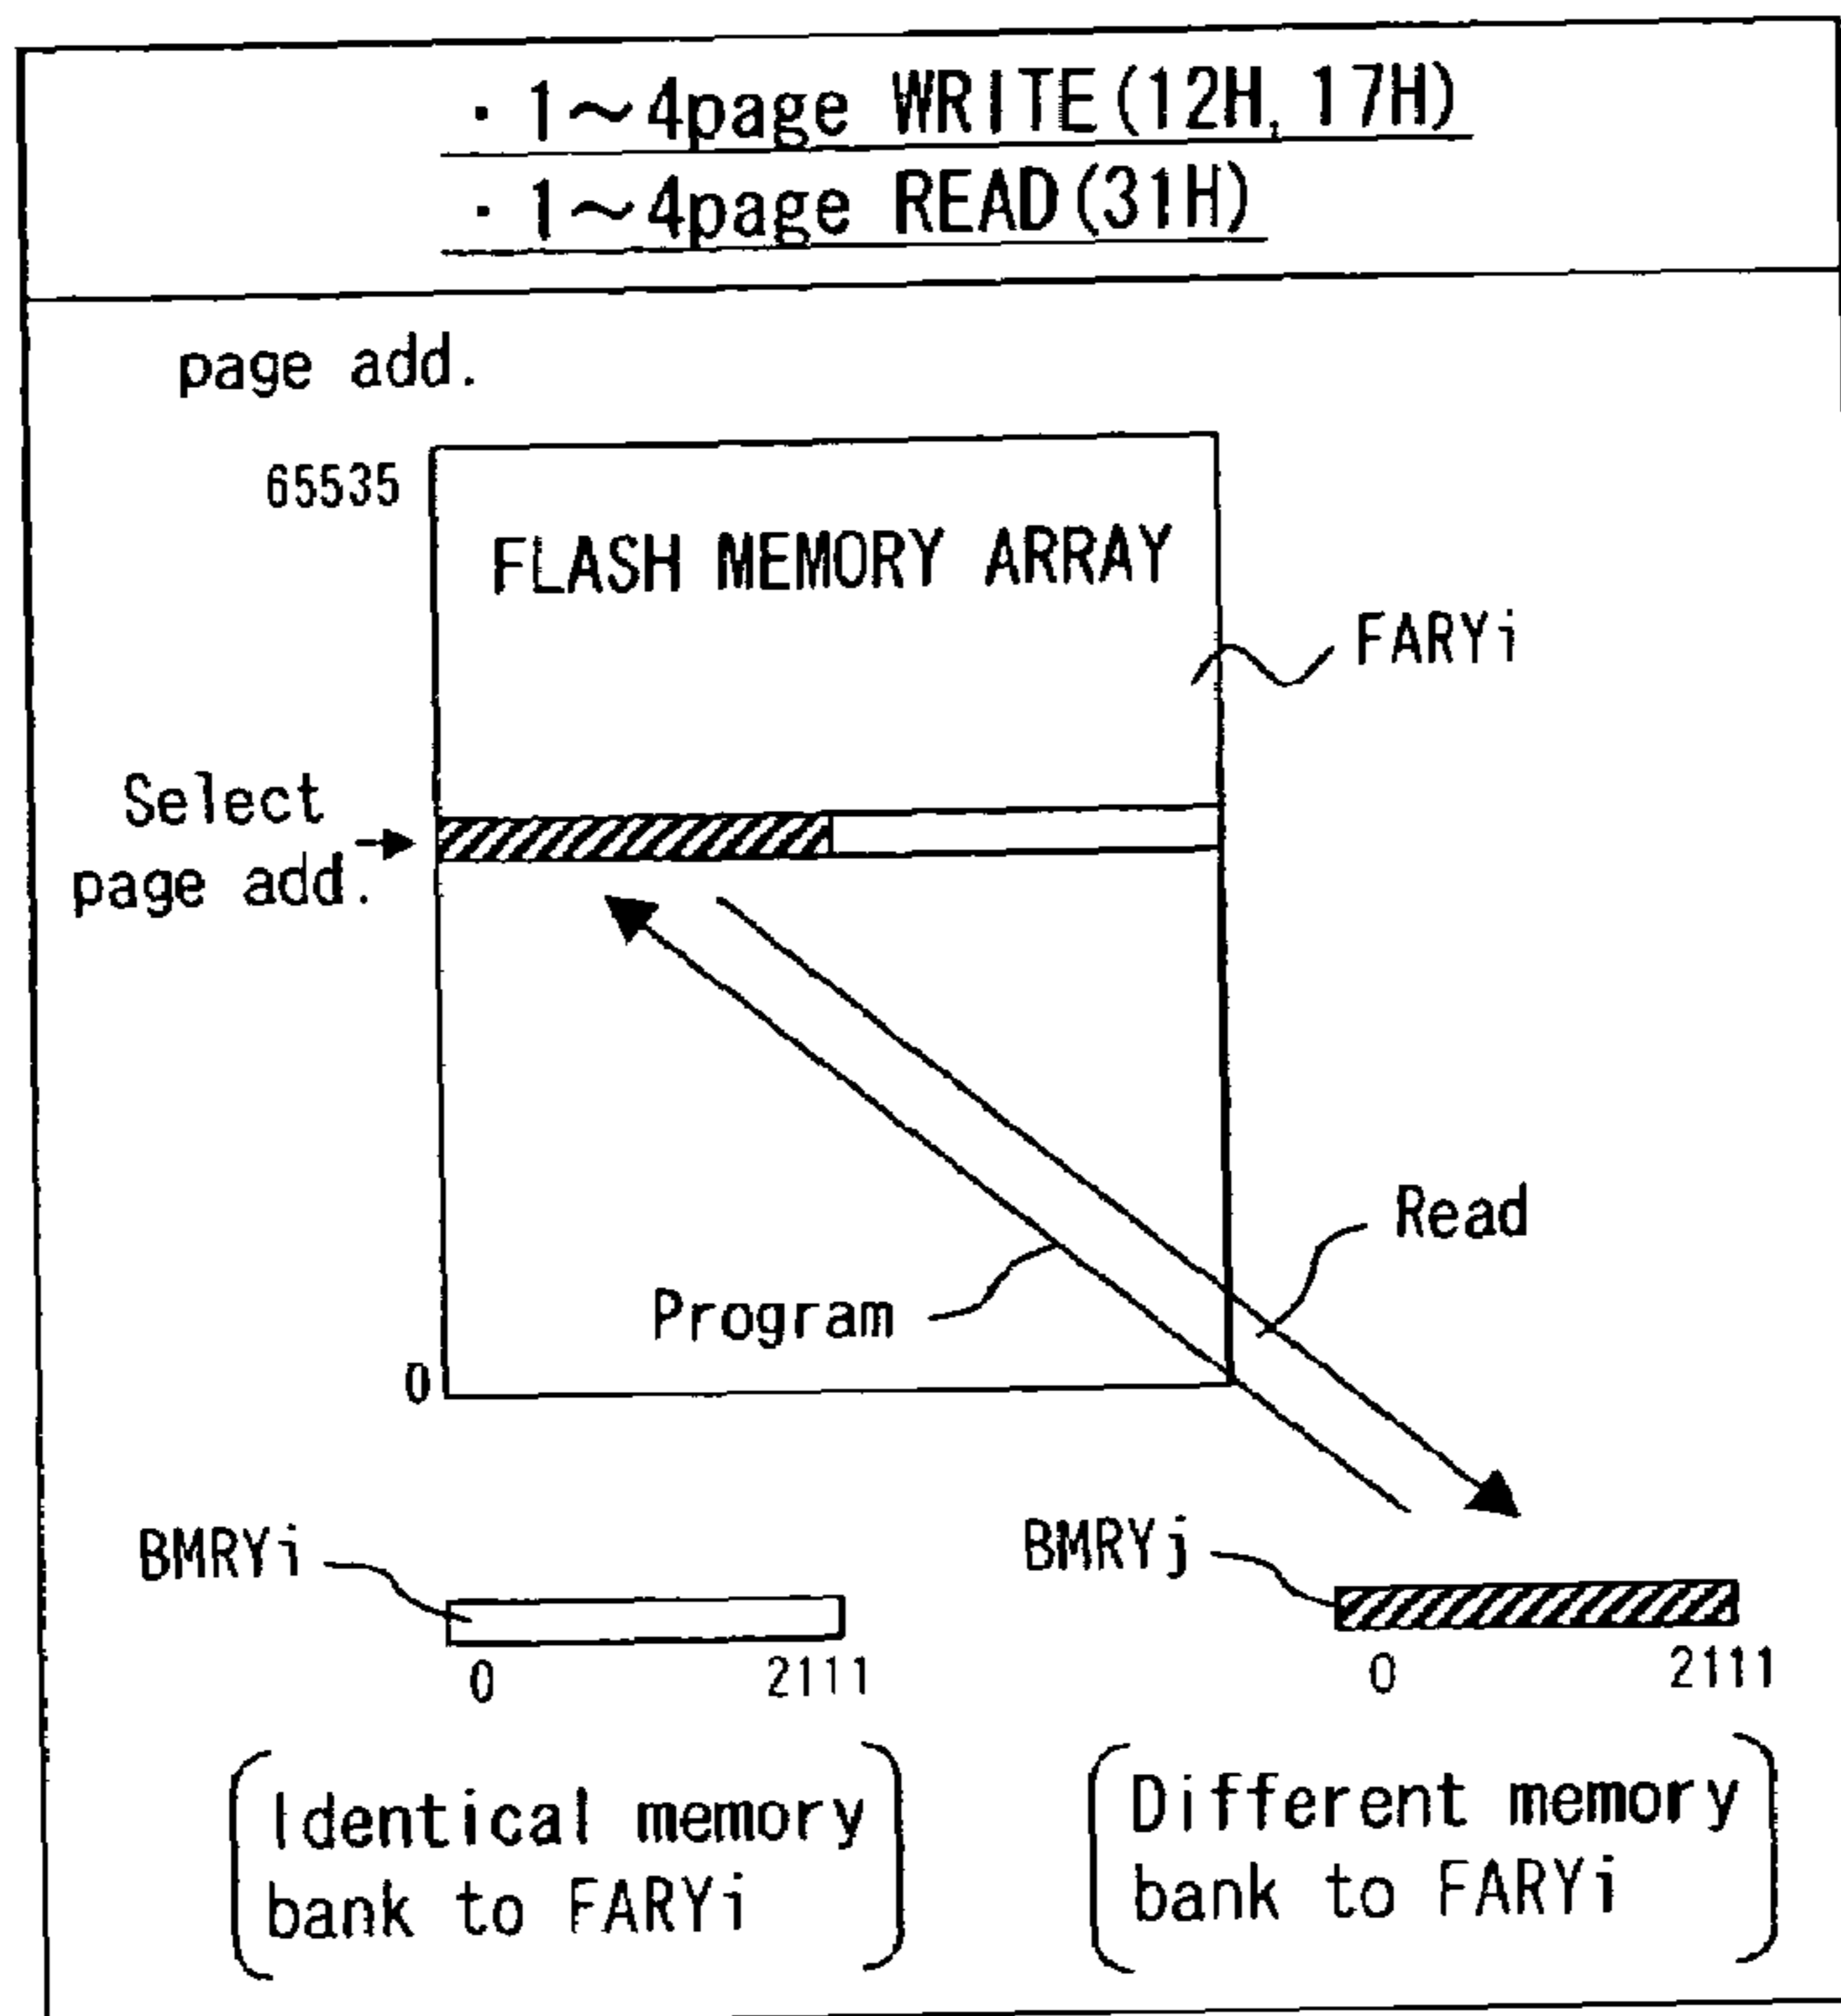 · 1~4page WRITE(12H, 17H)
· 1~4page READ(31H)
page add.
65535
FLASH MEMORY ARRAY
FARYi
Select
page add.
Read
Program
0
BMRYi
BMRYj
0
2111
0
2111
Identical memory
bank to FARYi
Different memory
bank to FARYi